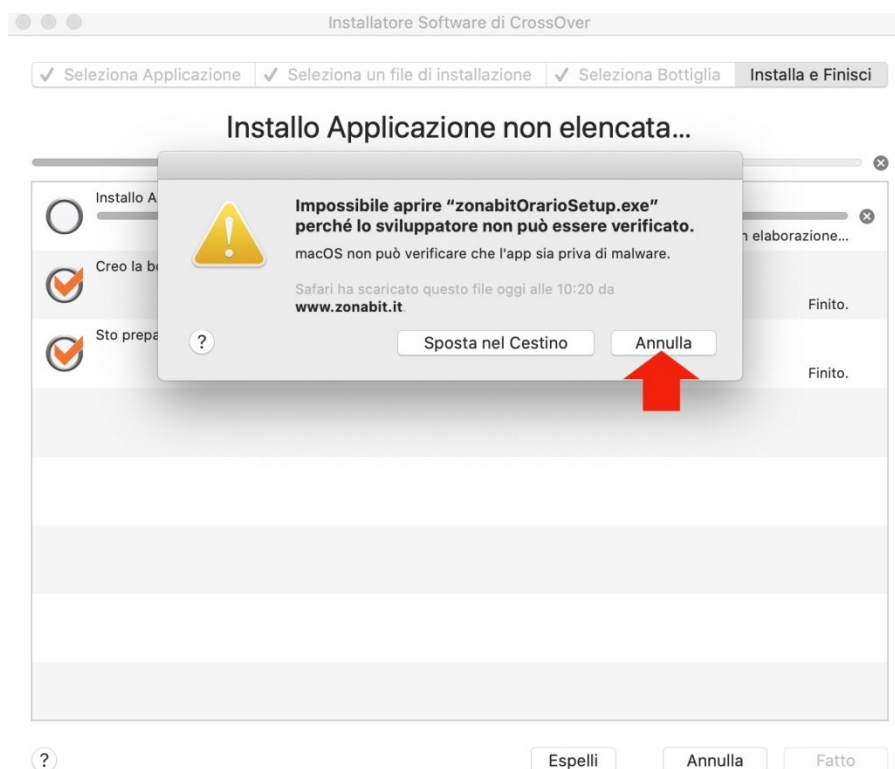 Installatore Software di CrossOver
✓ Seleziona Applicazione ✓ Seleziona un file di installazione ✓ Seleziona Bottiglia Installa e Finisci
Installo Applicazione non elencata...
Installo A
n elaborazione...
Creo la b
Finito.
Sto prepa
Finito.
Impossibile aprire “zonabitOrarioSetup.exe”
perché lo sviluppatore non può essere verificato.
macOS non può verificare che l'app sia priva di malware.
Safari ha scaricato questo file oggi alle 10:20 da
www.zonabit.it.
? Sposta nel Cestino Annulla
? Espelli Annulla Fatto